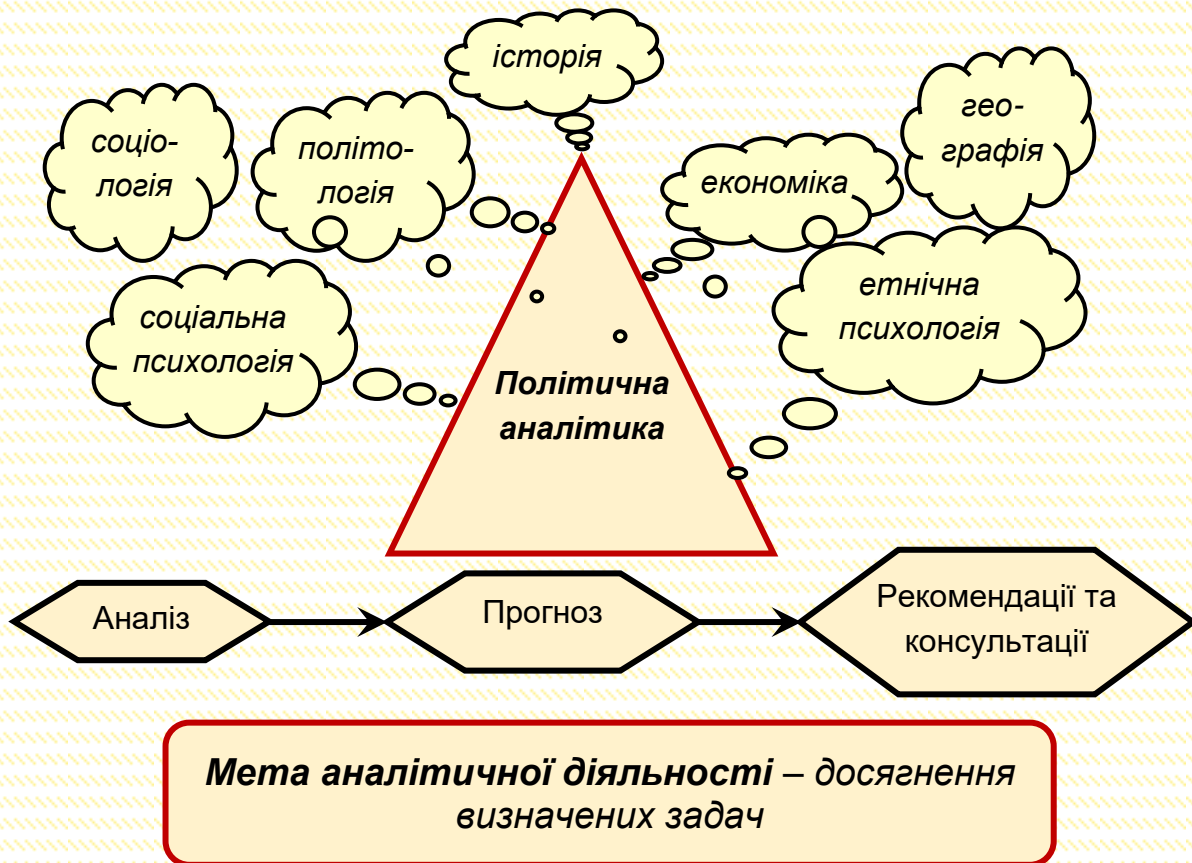 історія
соціо-
логія
політо-
логія
економіка
гео-
графія
соціальна
психологія
етнічна
психологія
Політична
аналітика
Аналіз
Прогноз
Рекомендації та
консультації
Мета аналітичної діяльності – досягнення
визначених задач